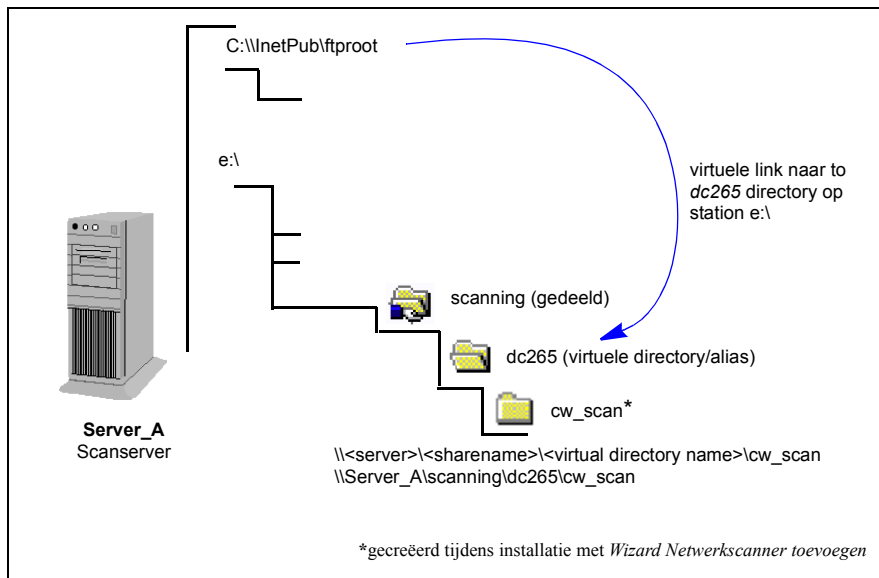 C:\\InetPub\ftproot
e:\
virtuele link naar to
dc265 directory op
station e:\
scanning (gedeeld)
dc265 (virtuele directory/alias)
cw_scan*
Server_A
Scanserver
\\<server>\<sharename>\<virtual directory name>\cw_scan
\\Server_A\scanning\dc265\cw_scan
*gecreëerd tijdens installatie met Wizard Netwerkscanner toevoegen